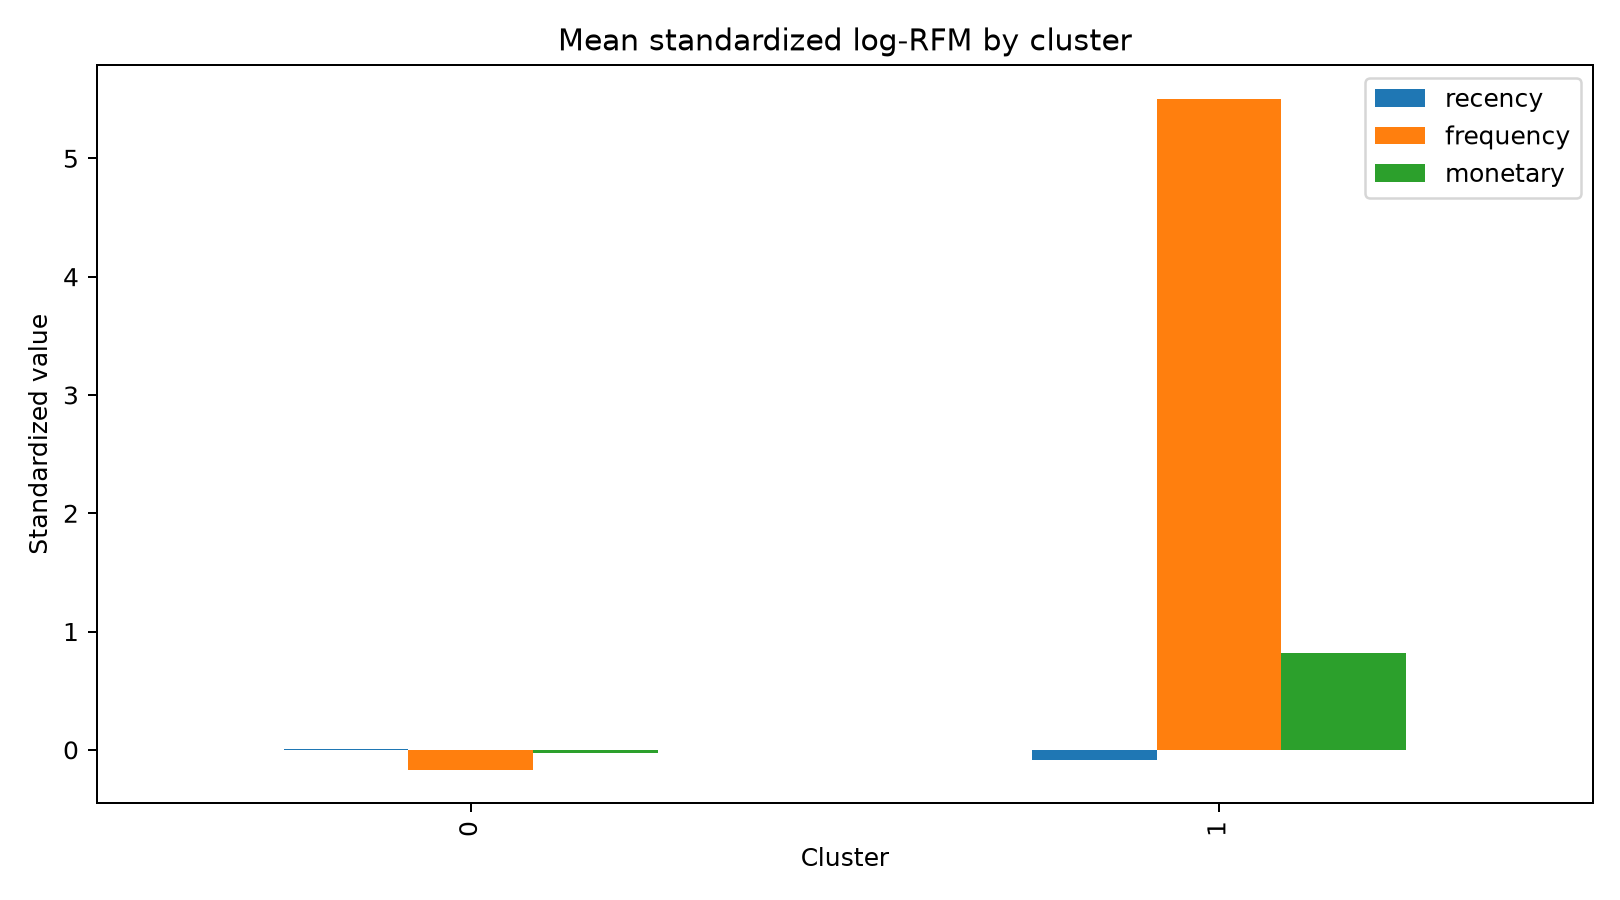 Mean standardized log-RFM by cluster
recency
frequency
monetary
Standardized value
5
4
3
2
1
0
0
1
Cluster